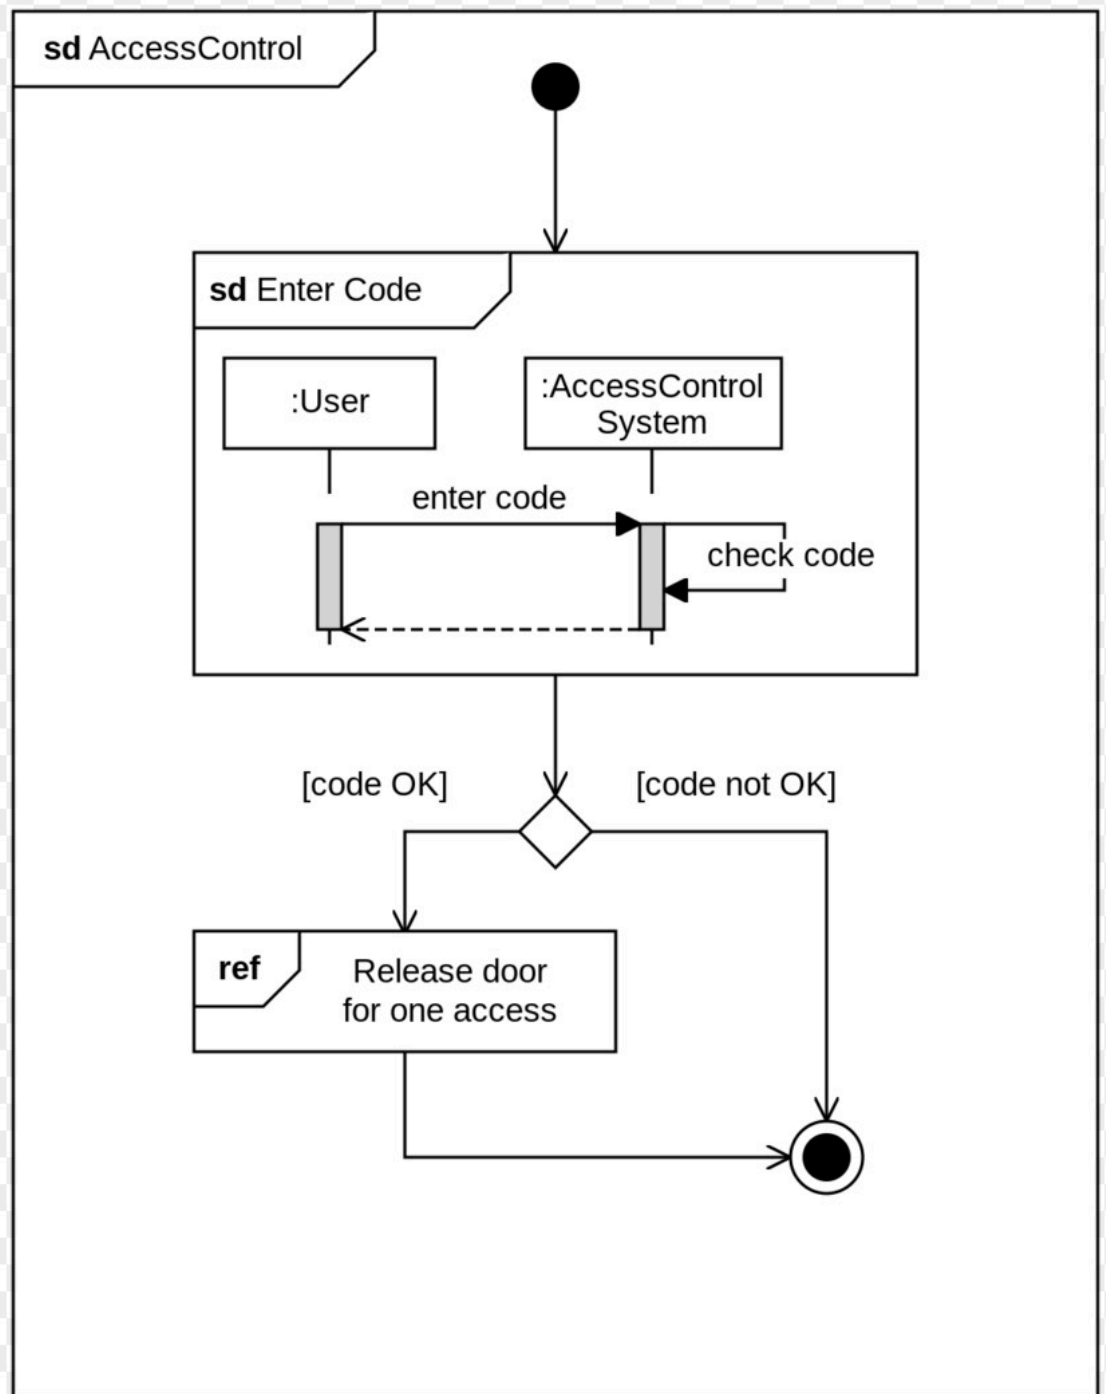 sd AccessControl
sd Enter Code
:User
:AccessControl
System
enter code
check code
[code OK]
[code not OK]
ref
Release door
for one access